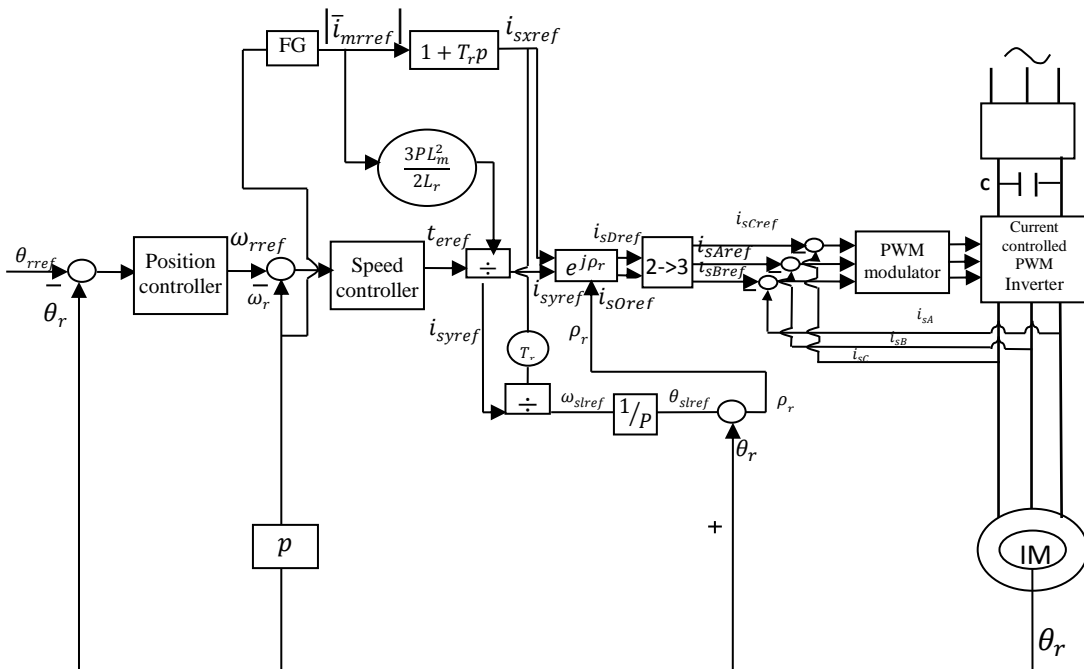 FG
|i̅_mrref|
1 + T_r p
i_sxref
3PL_m^2 / 2L_r
C
θ_rref
−
θ_r
Position controller
ω_rref
−
ω_r
Speed controller
t_eref
÷
i_syref
e^{jρ_r}
i_sDref
i_sOref
2->3
i_sCref
i_sAref
i_sBref
−
−
−
PWM modulator
Current controlled PWM Inverter
i_sA
i_sB
i_sC
i_syref
ρ_r
T_r
÷
ω_slref
1/P
θ_slref
ρ_r
θ_r
+
p
IM
θ_r